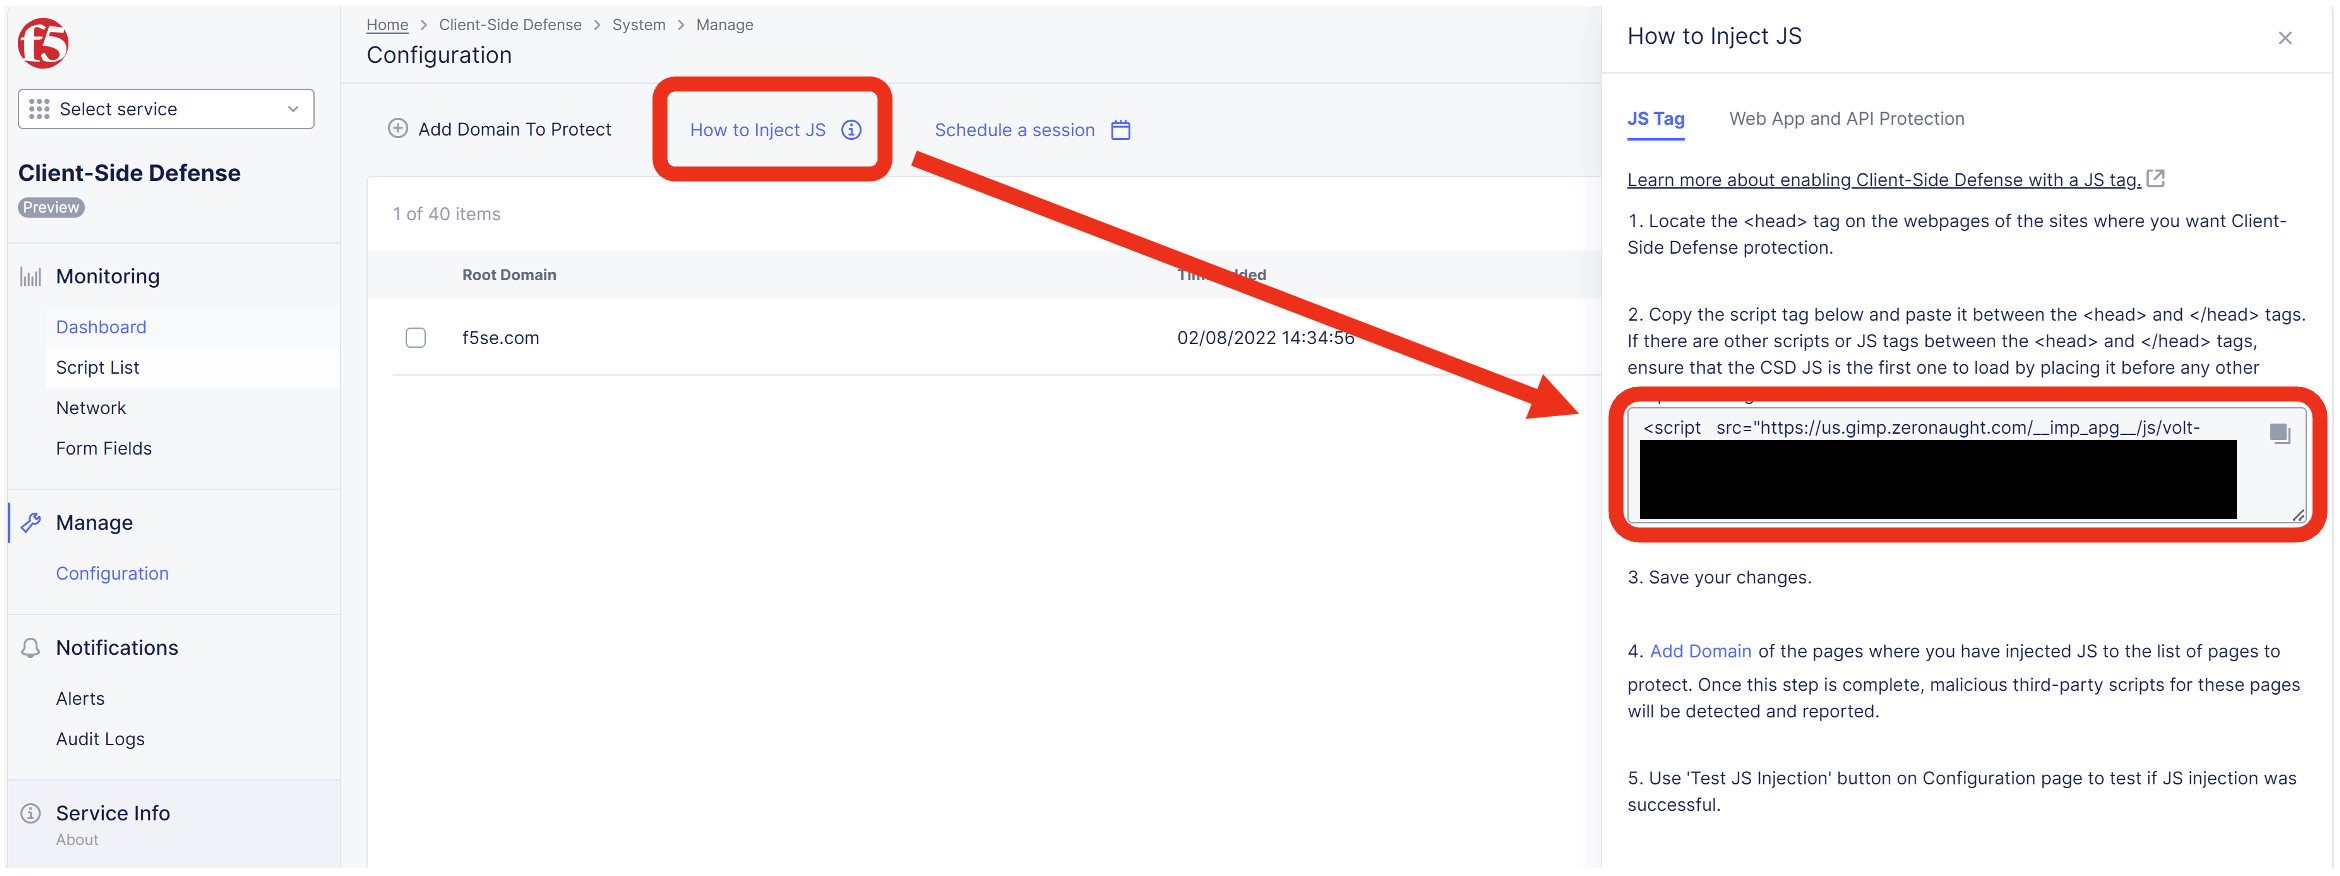 f5
Select service
Client-Side Defense
Preview
Monitoring
Dashboard
Script List
Network
Form Fields
Manage
Configuration
Notifications
Alerts
Audit Logs
Service Info
About
Home > Client-Side Defense > System > Manage
Configuration
Add Domain To Protect
How to Inject JS
Schedule a session
1 of 40 items
Root Domain
f5se.com
02/08/2022 14:34:56
How to Inject JS
JS Tag
Web App and API Protection
Learn more about enabling Client-Side Defense with a JS tag.
1. Locate the <head> tag on the webpages of the sites where you want Client-
Side Defense protection.
2. Copy the script tag below and paste it between the <head> and </head> tags.
If there are other scripts or JS tags between the <head> and </head> tags,
ensure that the CSD JS is the first one to load by placing it before any other
<script src="https://us.gimp.zeronaught.com/__imp_apg__/js/volt-
3. Save your changes.
4. Add Domain of the pages where you have injected JS to the list of pages to
protect. Once this step is complete, malicious third-party scripts for these pages
will be detected and reported.
5. Use 'Test JS Injection' button on Configuration page to test if JS injection was
successful.